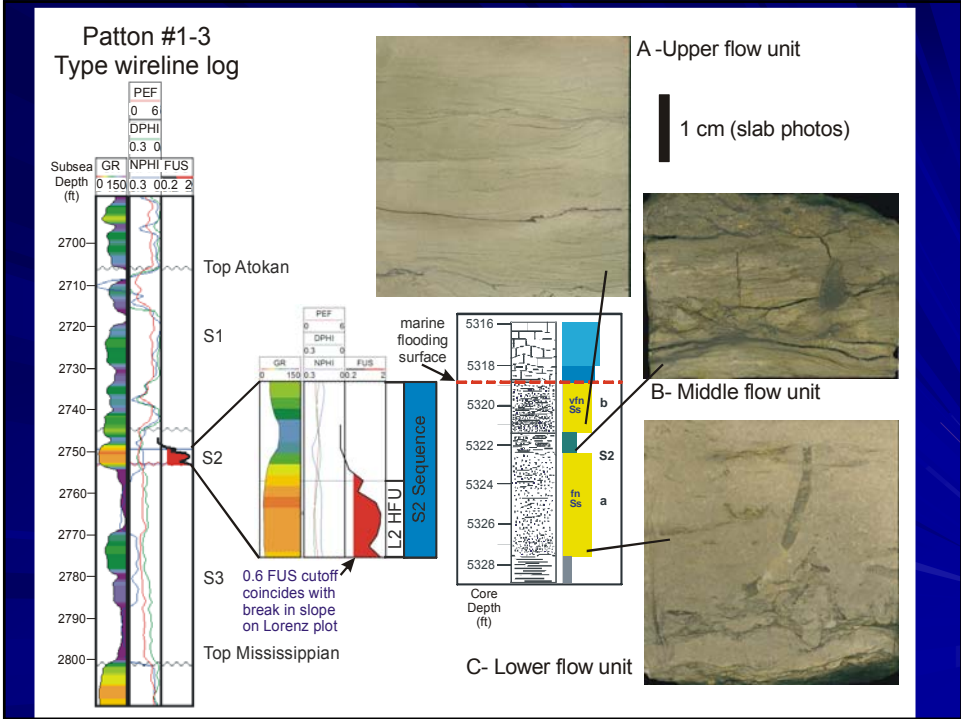 Patton #1-3
Type wireline log
PEF
0 6
DPHI
0.3 0
Subsea
Depth
(ft)
GR
NPHI
FUS
0 150
0.3 0
0.2 2
2700
2710
2720
2730
2740
2750
2760
2770
2780
2790
2800
Top Atokan
S1
S2
S3
Top Mississippian
PEF
0 6
DPHI
0.3 0
GR
NPHI
FUS
0 150
0.3 0
0.2 2
L2 HFU
S2 Sequence
0.6 FUS cutoff
coincides with
break in slope
on Lorenz plot
marine
flooding
surface
5316
5318
5320
5322
5324
5326
5328
vfn
Ss
b
S2
fn
Ss
a
Core
Depth
(ft)
A -Upper flow unit
1 cm (slab photos)
B- Middle flow unit
C- Lower flow unit